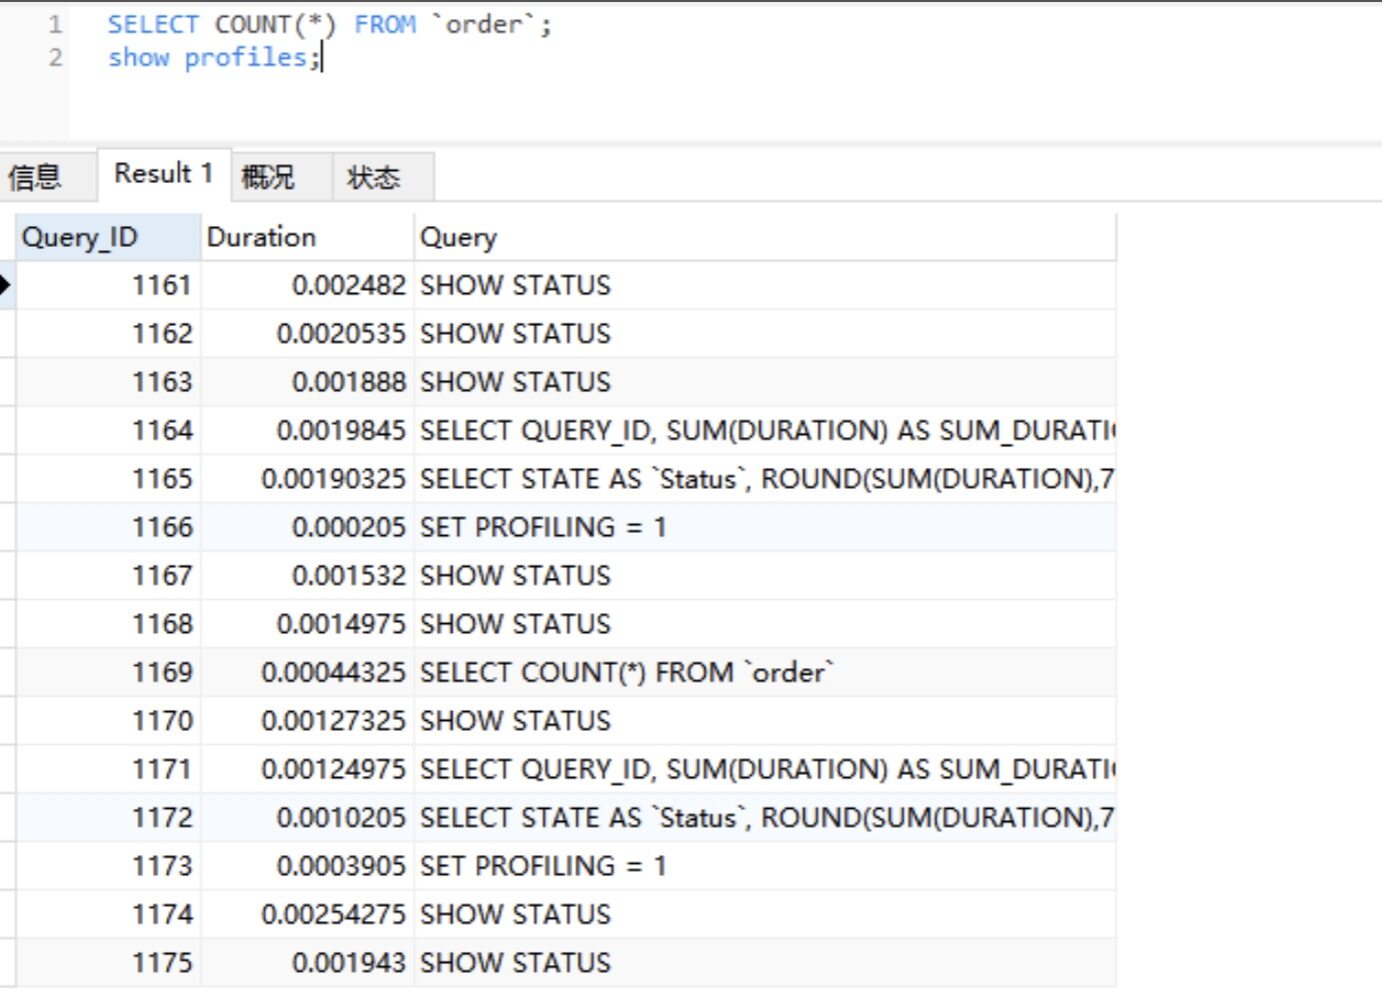 1 SELECT COUNT(*) FROM `order`;
2 show profiles;
信息 Result 1 概况 状态
Query_ID Duration Query
1161 0.002482 SHOW STATUS
1162 0.0020535 SHOW STATUS
1163 0.001888 SHOW STATUS
1164 0.0019845 SELECT QUERY_ID, SUM(DURATION) AS SUM_DURATI
1165 0.00190325 SELECT STATE AS `Status`, ROUND(SUM(DURATION),7
1166 0.000205 SET PROFILING = 1
1167 0.001532 SHOW STATUS
1168 0.0014975 SHOW STATUS
1169 0.00044325 SELECT COUNT(*) FROM `order`
1170 0.00127325 SHOW STATUS
1171 0.00124975 SELECT QUERY_ID, SUM(DURATION) AS SUM_DURATI
1172 0.0010205 SELECT STATE AS `Status`, ROUND(SUM(DURATION),7
1173 0.0003905 SET PROFILING = 1
1174 0.00254275 SHOW STATUS
1175 0.001943 SHOW STATUS